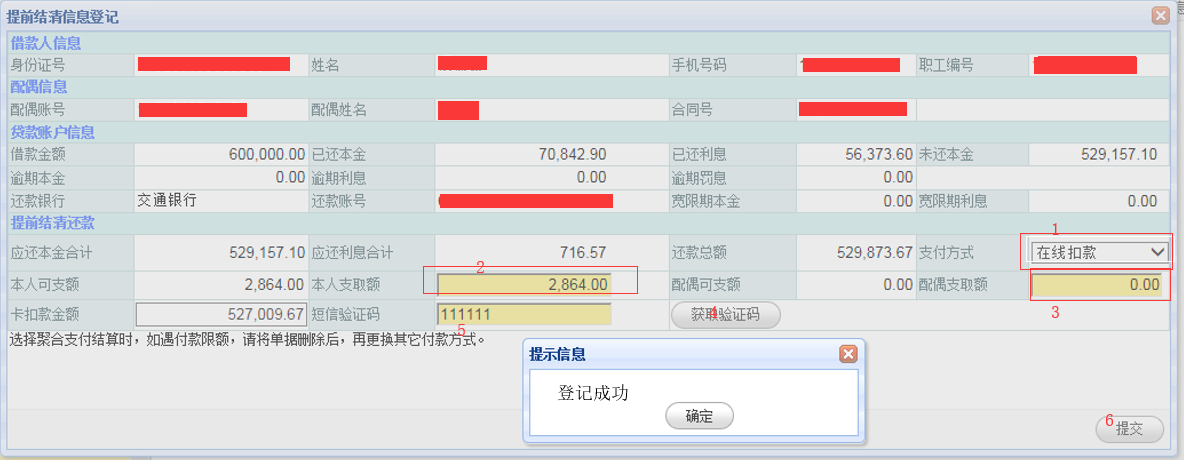 提前结清信息登记
借款人信息
身份证号 姓名 手机号码 职工编号
配偶信息
配偶账号 配偶姓名 合同号
贷款账户信息
借款金额 600,000.00 已还本金 70,842.90 已还利息 56,373.60 未还本金 529,157.10
逾期本金 0.00 逾期利息 0.00 逾期罚息 0.00
还款银行 交通银行 还款账号 宽限期本金 0.00 宽限期利息 0.00
提前结清还款
1
应还本金合计 529,157.10 应还利息合计 716.57 还款总额 529,873.67 支付方式 在线扣款
2
本人可支额 2,864.00 本人支取额 2,864.00 配偶可支额 0.00 配偶支取额 0.00
卡扣款金额 527,009.67 短信验证码 111111 获取验证码 4 3
5
选择聚合支付结算时，如遇付款限额，请将单据删除后，再更换其它付款方式。
提示信息
登记成功
确定
6 提交